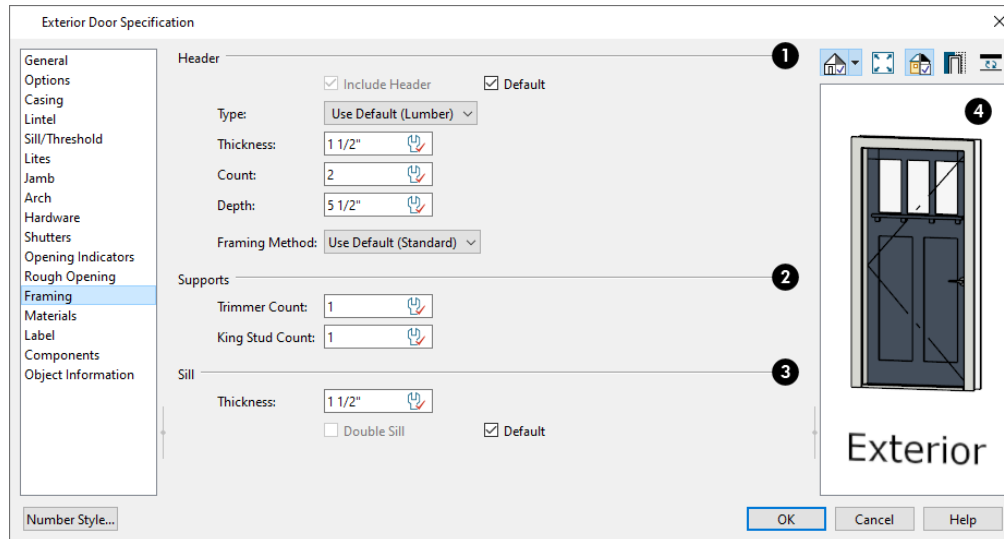 Exterior Door Specification
General
Options
Casing
Lintel
Sill/Threshold
Lites
Jamb
Arch
Hardware
Shutters
Opening Indicators
Rough Opening
Framing
Materials
Label
Components
Object Information
Header 1
Include Header Default
Type: Use Default (Lumber)
Thickness: 1 1/2"
Count: 2
Depth: 5 1/2"
Framing Method: Use Default (Standard)
Supports 2
Trimmer Count: 1
King Stud Count: 1
Sill 3
Thickness: 1 1/2"
Double Sill Default
4
Exterior
Number Style... OK Cancel Help